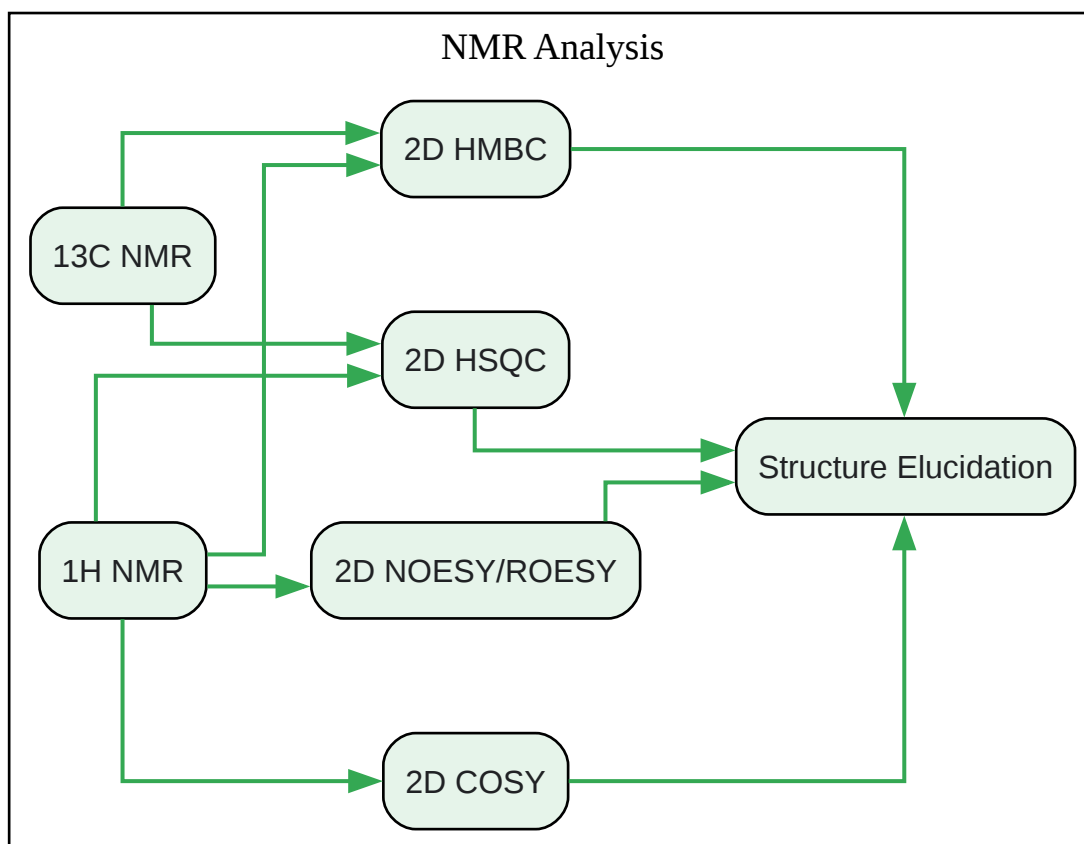 NMR Analysis
2D HMBC
13C NMR
2D HSQC
Structure Elucidation
1H NMR
2D NOESY/ROESY
2D COSY